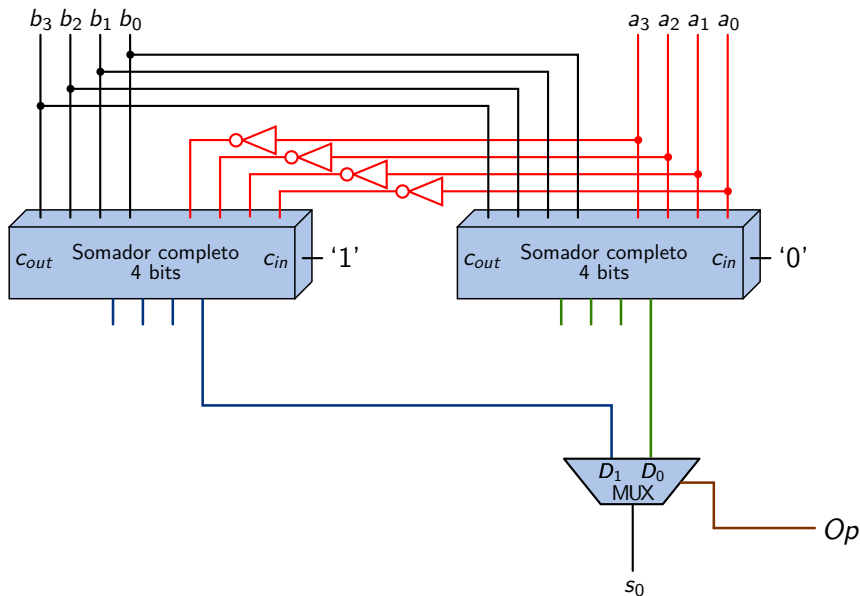 b3 b2 b1 b0
a3 a2 a1 a0
cout Somador completo 4 bits cin '1'
cout Somador completo 4 bits cin '0'
D1 D0
MUX
Op
s0